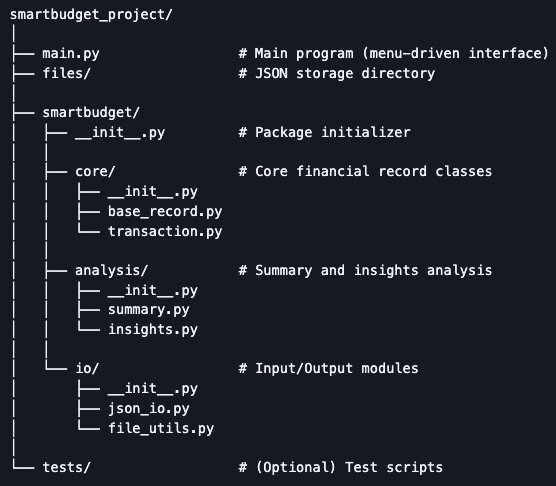 smartbudget_project/
│
├── main.py                   # Main program (menu-driven interface)
├── files/                    # JSON storage directory
│
├── smartbudget/
│   ├── __init__.py           # Package initializer
│   │
│   ├── core/                 # Core financial record classes
│   │   ├── __init__.py
│   │   ├── base_record.py
│   │   └── transaction.py
│   │
│   ├── analysis/             # Summary and insights analysis
│   │   ├── __init__.py
│   │   ├── summary.py
│   │   └── insights.py
│   │
│   └── io/                   # Input/Output modules
│       ├── __init__.py
│       ├── json_io.py
│       └── file_utils.py
│
└── tests/                    # (Optional) Test scripts